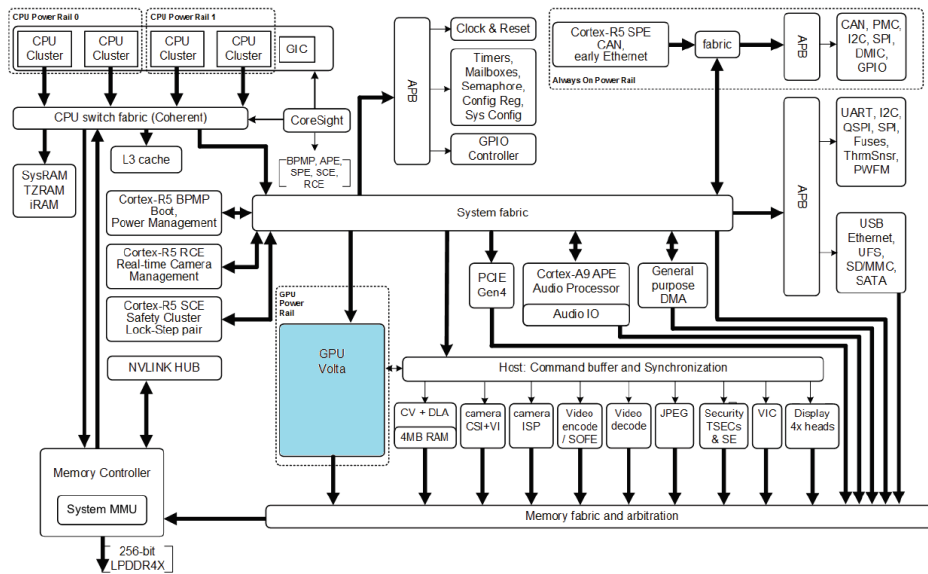 CPU Power Rail 0
CPU Power Rail 1
CPU
Cluster
CPU
Cluster
CPU
Cluster
CPU
Cluster
GIC
CPU switch fabric (Coherent)
CoreSight
L3 cache
BPMP, APE,
SPE, SCE,
RCE
SysRAM
TZRAM
iRAM
APB
Clock & Reset
Timers,
Mailboxes,
Semaphore,
Config Reg,
Sys Config
GPIO
Controller
Cortex-R5 SPE
CAN,
early Ethernet
fabric
APB
CAN, PMC,
I2C, SPI,
DMIC,
GPIO
Always On Power Rail
APB
UART, I2C,
QSPI, SPI,
Fuses,
ThrmSnsr,
PWFM
USB
Ethernet,
UFS,
SD/MMC,
SATA
Cortex-R5 BPMP
Boot,
Power Management
System fabric
Cortex-R5 RCE
Real-time Camera
Management
Cortex-R5 SCE
Safety Cluster
Lock-Step pair
PCIE
Gen4
Cortex-A9 APE
Audio Processor
Audio IO
General
purpose
DMA
GPU
Power
Rail
GPU
Volta
NVLINK HUB
Host: Command buffer and Synchronization
CV + DLA
4MB RAM
camera
CSI+VI
camera
ISP
Video
encode
/ SOFE
Video
decode
JPEG
Security
TSECs
& SE
VIC
Display
4x heads
Memory Controller
System MMU
Memory fabric and arbitration
256-bit
LPDDR4X